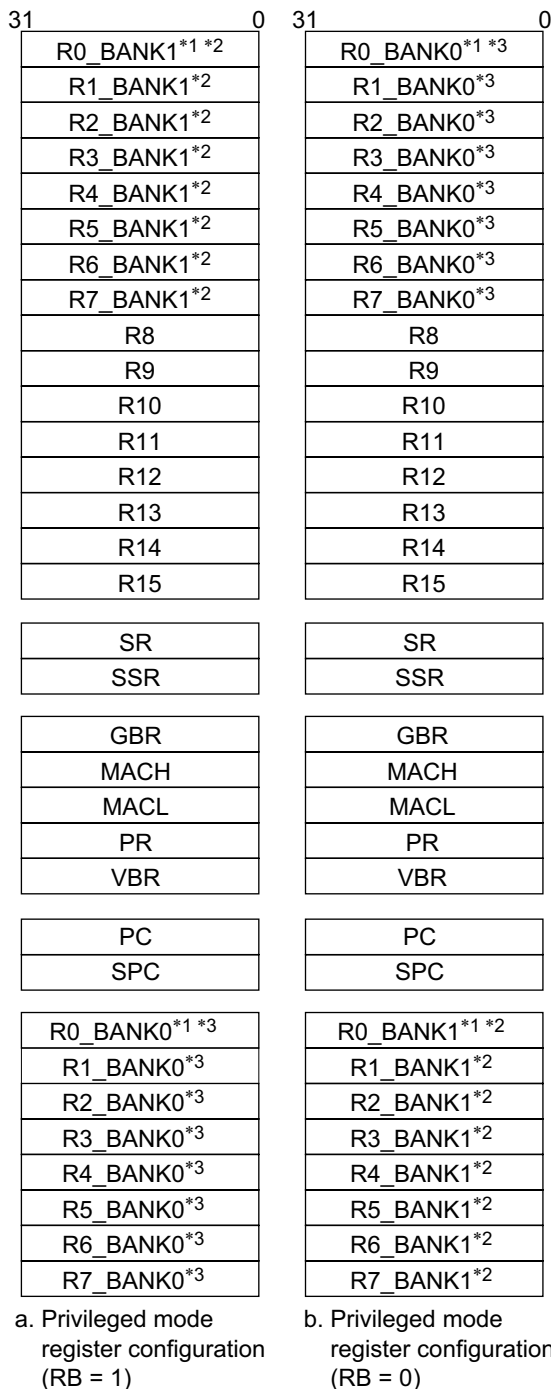 31 0 31 0
R0_BANK1*1 *2 R0_BANK0*1 *3
R1_BANK1*2 R1_BANK0*3
R2_BANK1*2 R2_BANK0*3
R3_BANK1*2 R3_BANK0*3
R4_BANK1*2 R4_BANK0*3
R5_BANK1*2 R5_BANK0*3
R6_BANK1*2 R6_BANK0*3
R7_BANK1*2 R7_BANK0*3
R8 R8
R9 R9
R10 R10
R11 R11
R12 R12
R13 R13
R14 R14
R15 R15
SR SR
SSR SSR
GBR GBR
MACH MACH
MACL MACL
PR PR
VBR VBR
PC PC
SPC SPC
R0_BANK0*1 *3 R0_BANK1*1 *2
R1_BANK0*3 R1_BANK1*2
R2_BANK0*3 R2_BANK1*2
R3_BANK0*3 R3_BANK1*2
R4_BANK0*3 R4_BANK1*2
R5_BANK0*3 R5_BANK1*2
R6_BANK0*3 R6_BANK1*2
R7_BANK0*3 R7_BANK1*2
a. Privileged mode b. Privileged mode
register configuration register configuration
(RB = 1) (RB = 0)